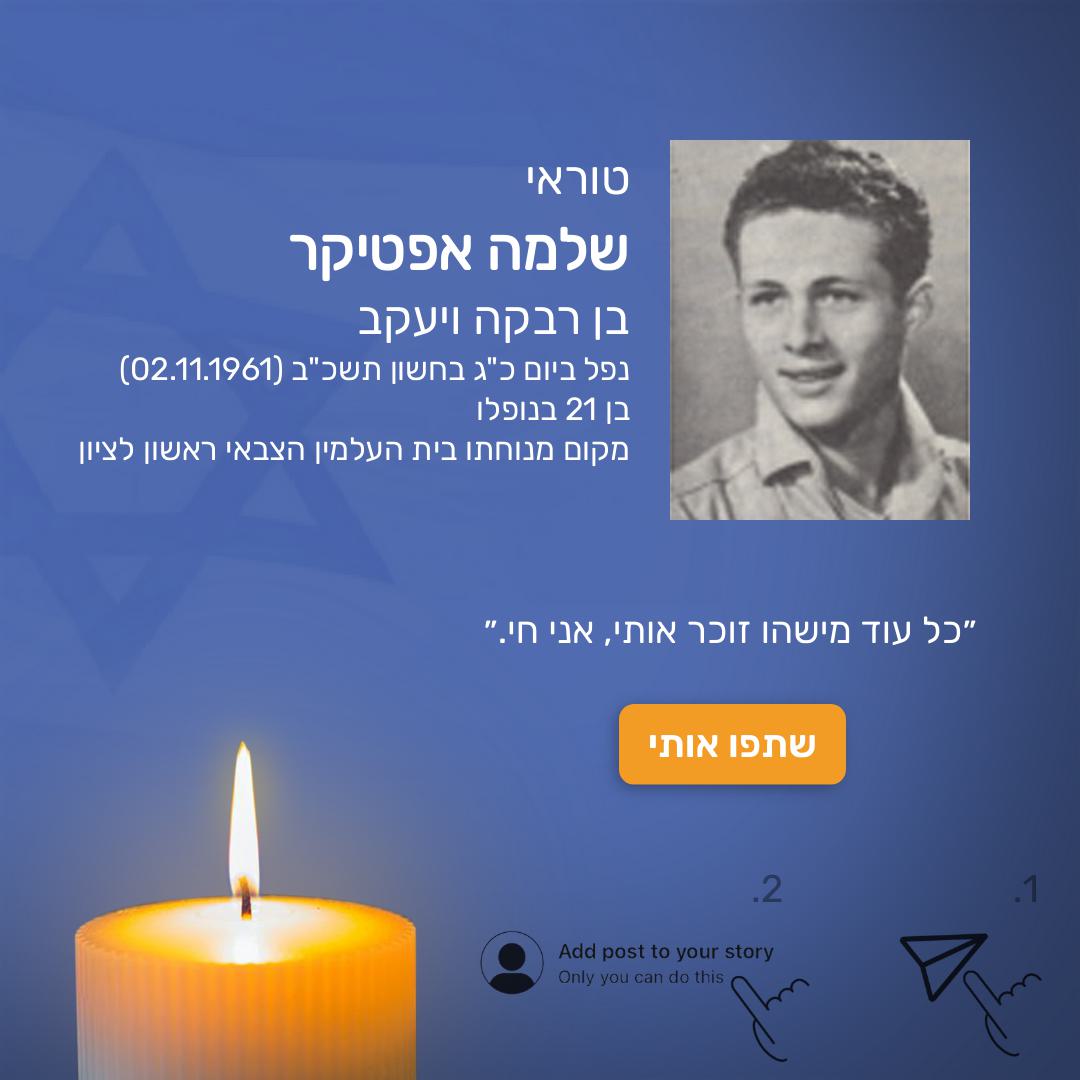 טוראי
שלמה אפטיקר
בן רבקה ויעקב
נפל ביום כ"ג בחשון תשכ"ב (02.11.1961)
בן 21 בנופלו
מקום מנוחתו בית העלמין הצבאי ראשון לציון
״כל עוד מישהו זוכר אותי, אני חי.״
שתפו אותי
1.
2.
Add post to your story
Only you can do this